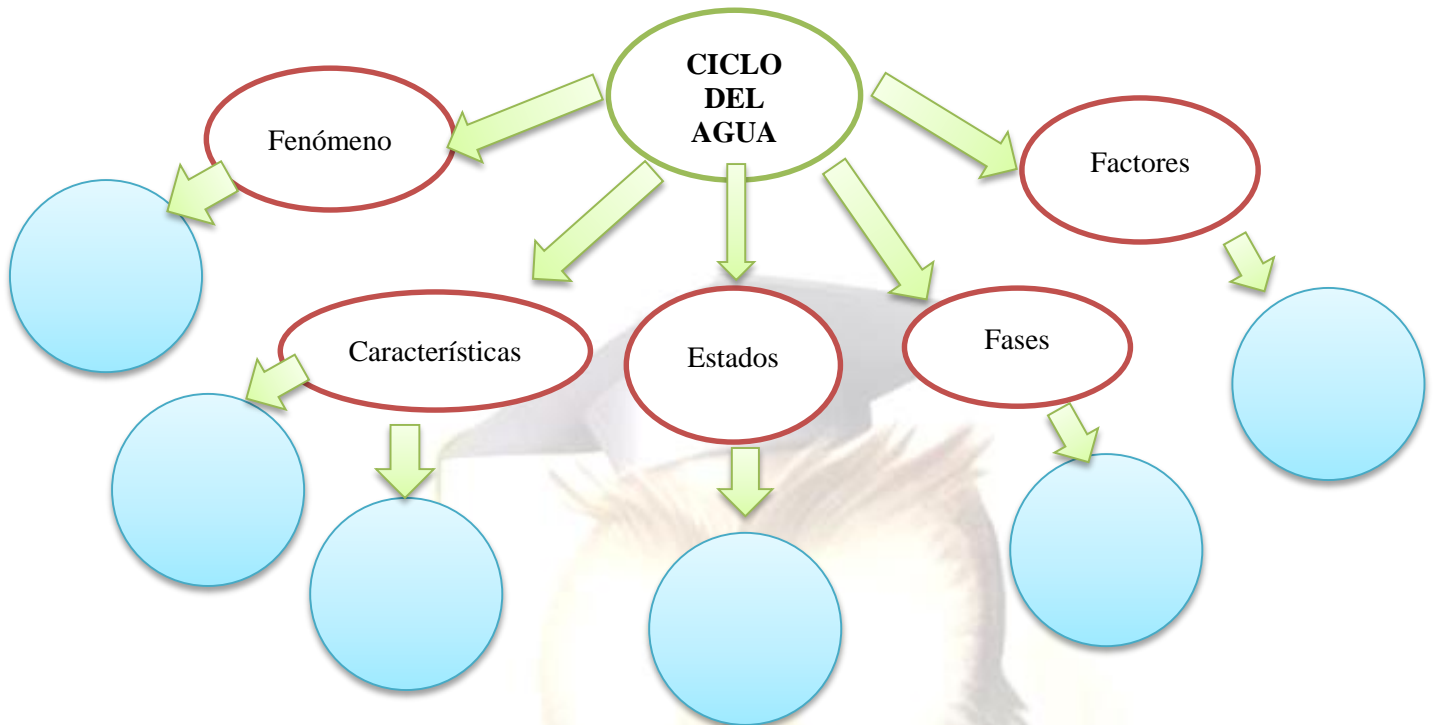 CICLO
DEL
AGUA
Fenómeno
Factores
Características
Estados
Fases